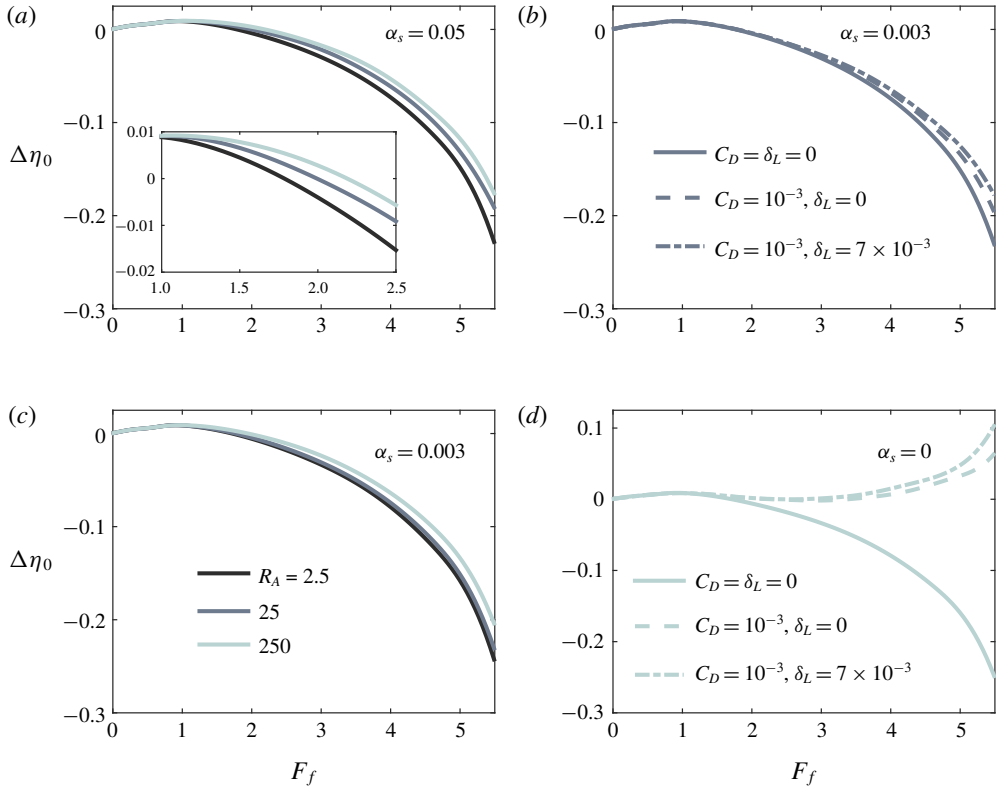 (a)
α_s = 0.05
0
−0.1
−0.2
−0.3
Δη₀
0 1 2 3 4 5
0.010
0
−0.01
−0.02
1.0 1.5 2.0 2.5
(b)
α_s = 0.003
0
−0.1
−0.2
−0.3
C_D = δ_L = 0
C_D = 10⁻³, δ_L = 0
C_D = 10⁻³, δ_L = 7 × 10⁻³
0 1 2 3 4 5
(c)
α_s = 0.003
0
−0.1
−0.2
−0.3
Δη₀
R_A = 2.5
25
250
0 1 2 3 4 5
F_f
(d)
α_s = 0
0.1
0
−0.1
−0.2
−0.3
C_D = δ_L = 0
C_D = 10⁻³, δ_L = 0
C_D = 10⁻³, δ_L = 7 × 10⁻³
0 1 2 3 4 5
F_f